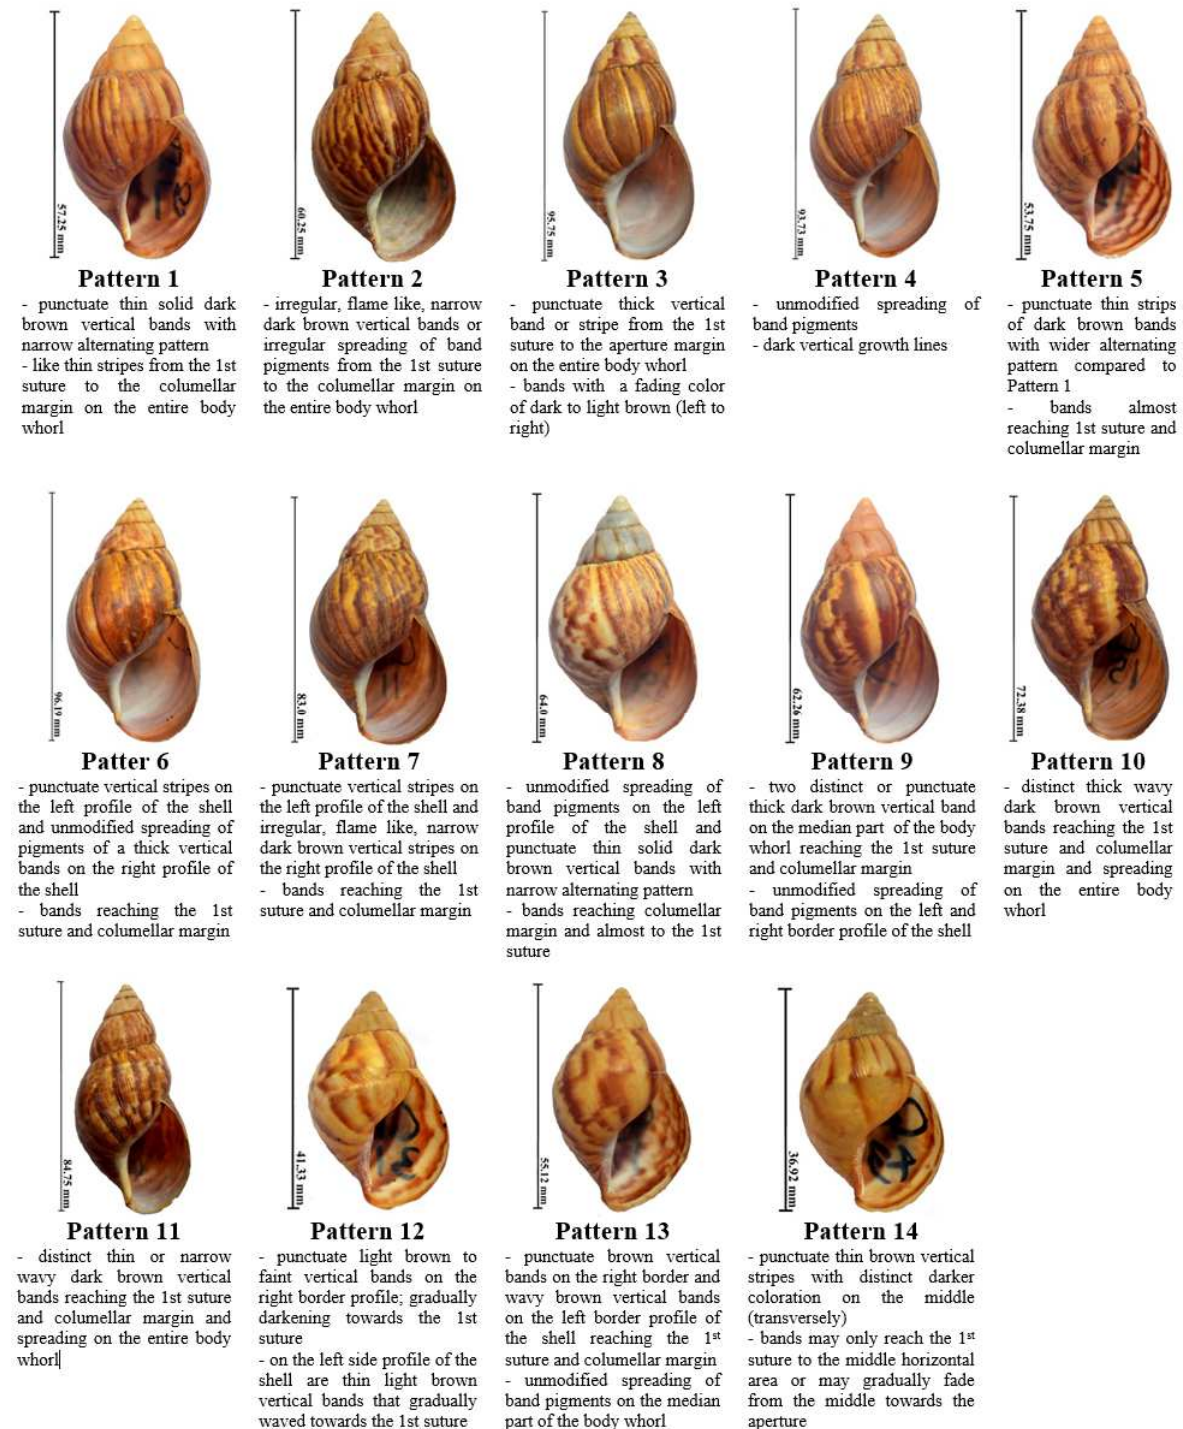 57.25 mm
60.25 mm
95.75 mm
93.73 mm
53.75 mm
Pattern 1
- punctuate thin solid dark
brown vertical bands with
narrow alternating pattern
- like thin stripes from the 1st
suture to the columellar
margin on the entire body
whorl
Pattern 2
- irregular, flame like, narrow
dark brown vertical bands or
irregular spreading of band
pigments from the 1st suture
to the columellar margin on
the entire body whorl
Pattern 3
- punctuate thick vertical
band or stripe from the 1st
suture to the aperture margin
on the entire body whorl
- bands with a fading color
of dark to light brown (left to
right)
Pattern 4
- unmodified spreading of
band pigments
- dark vertical growth lines
Pattern 5
- punctuate thin strips
of dark brown bands
with wider alternating
pattern compared to
Pattern 1
- bands almost
reaching 1st suture and
columellar margin
96.19 mm
83.0 mm
64.0 mm
62.26 mm
72.38 mm
Patter 6
- punctuate vertical stripes on
the left profile of the shell
and unmodified spreading of
pigments of a thick vertical
bands on the right profile of
the shell
- bands reaching the 1st
suture and columellar margin
Pattern 7
- punctuate vertical stripes on
the left profile of the shell and
irregular, flame like, narrow
dark brown vertical stripes on
the right profile of the shell
- bands reaching the 1st
suture and columellar margin
Pattern 8
- unmodified spreading of
band pigments on the left
profile of the shell and
punctuate thin solid dark
brown vertical bands with
narrow alternating pattern
- bands reaching columellar
margin and almost to the 1st
suture
Pattern 9
- two distinct or punctuate
thick dark brown vertical band
on the median part of the body
whorl reaching the 1st suture
and columellar margin
- unmodified spreading of
band pigments on the left and
right border profile of the shell
Pattern 10
- distinct thick wavy
dark brown vertical
bands reaching the 1st
suture and columellar
margin and spreading
on the entire body
whorl
84.75 mm
41.33 mm
55.12 mm
36.92 mm
Pattern 11
- distinct thin or narrow
wavy dark brown vertical
bands reaching the 1st suture
and columellar margin and
spreading on the entire body
whorl
Pattern 12
- punctuate light brown to
faint vertical bands on the
right border profile; gradually
darkening towards the 1st
suture
- on the left side profile of the
shell are thin light brown
vertical bands that gradually
waved towards the 1st suture
Pattern 13
- punctuate brown vertical
bands on the right border and
wavy brown vertical bands
on the left border profile of
the shell reaching the 1st
suture and columellar margin
- unmodified spreading of
band pigments on the median
part of the body whorl
Pattern 14
- punctuate thin brown vertical
stripes with distinct darker
coloration on the middle
(transversely)
- bands may only reach the 1st
suture to the middle horizontal
area or may gradually fade
from the middle towards the
aperture